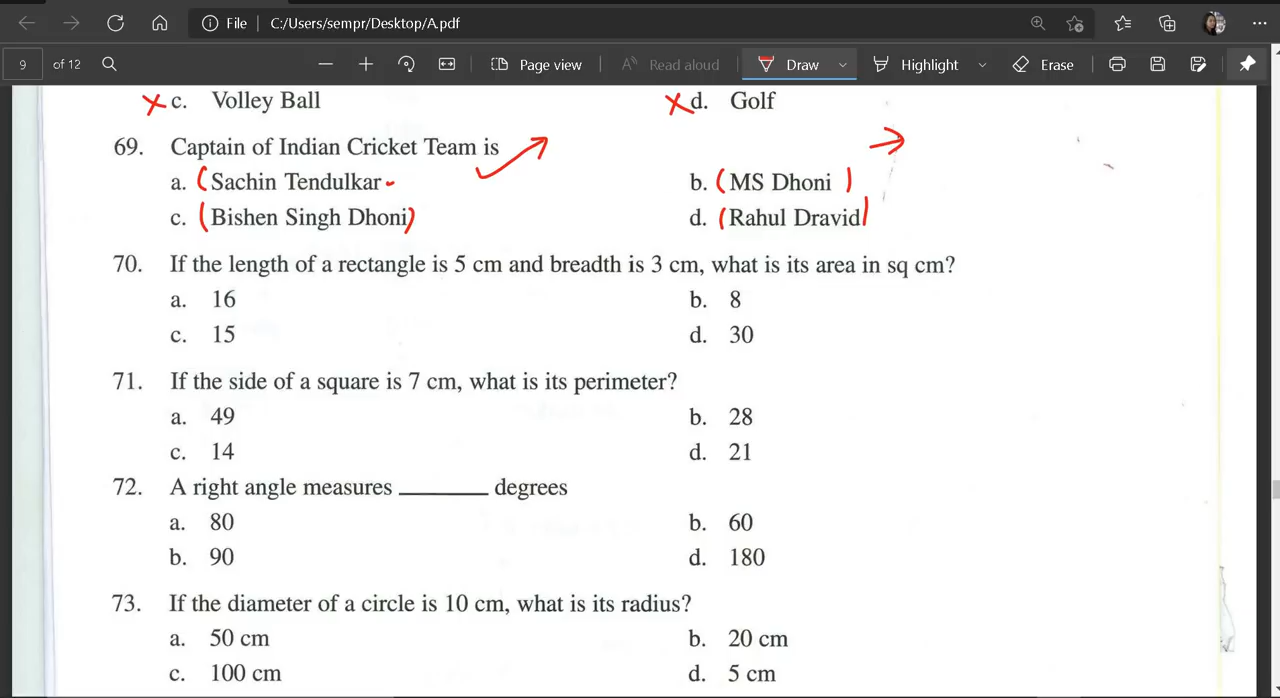 File C:/Users/sempr/Desktop/A.pdf
9 of 12 Page view Read aloud Draw Highlight Erase
c. Volley Ball d. Golf
69. Captain of Indian Cricket Team is
a. Sachin Tendulkar b. MS Dhoni
c. Bishen Singh Dhoni d. Rahul Dravid
70. If the length of a rectangle is 5 cm and breadth is 3 cm, what is its area in sq cm?
a. 16 b. 8
c. 15 d. 30
71. If the side of a square is 7 cm, what is its perimeter?
a. 49 b. 28
c. 14 d. 21
72. A right angle measures ________ degrees
a. 80 b. 60
b. 90 d. 180
73. If the diameter of a circle is 10 cm, what is its radius?
a. 50 cm b. 20 cm
c. 100 cm d. 5 cm